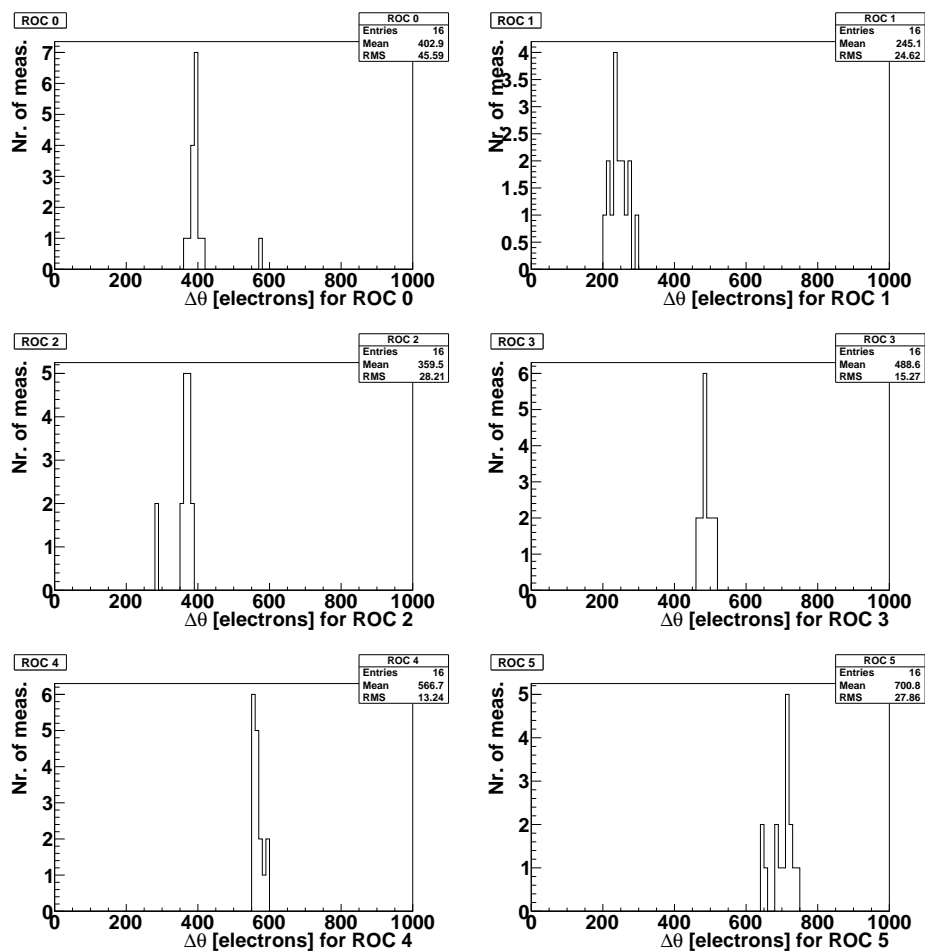 ROC 0
ROC 0
Entries 16
Mean 402.9
RMS 45.59
Nr. of meas.
7
6
5
4
3
2
1
0
0 200 400 600 800 1000
Δθ [electrons] for ROC 0
ROC 1
ROC 1
Entries 16
Mean 245.1
RMS 24.62
Nr. of meas.
4
3.5
3
2.5
2
1.5
1
0.5
0
0 200 400 600 800 1000
Δθ [electrons] for ROC 1
ROC 2
ROC 2
Entries 16
Mean 359.5
RMS 28.21
Nr. of meas.
5
4
3
2
1
0
0 200 400 600 800 1000
Δθ [electrons] for ROC 2
ROC 3
ROC 3
Entries 16
Mean 488.6
RMS 15.27
Nr. of meas.
6
5
4
3
2
1
0
0 200 400 600 800 1000
Δθ [electrons] for ROC 3
ROC 4
ROC 4
Entries 16
Mean 566.7
RMS 13.24
Nr. of meas.
6
5
4
3
2
1
0
0 200 400 600 800 1000
Δθ [electrons] for ROC 4
ROC 5
ROC 5
Entries 16
Mean 700.8
RMS 27.86
Nr. of meas.
5
4
3
2
1
0
0 200 400 600 800 1000
Δθ [electrons] for ROC 5